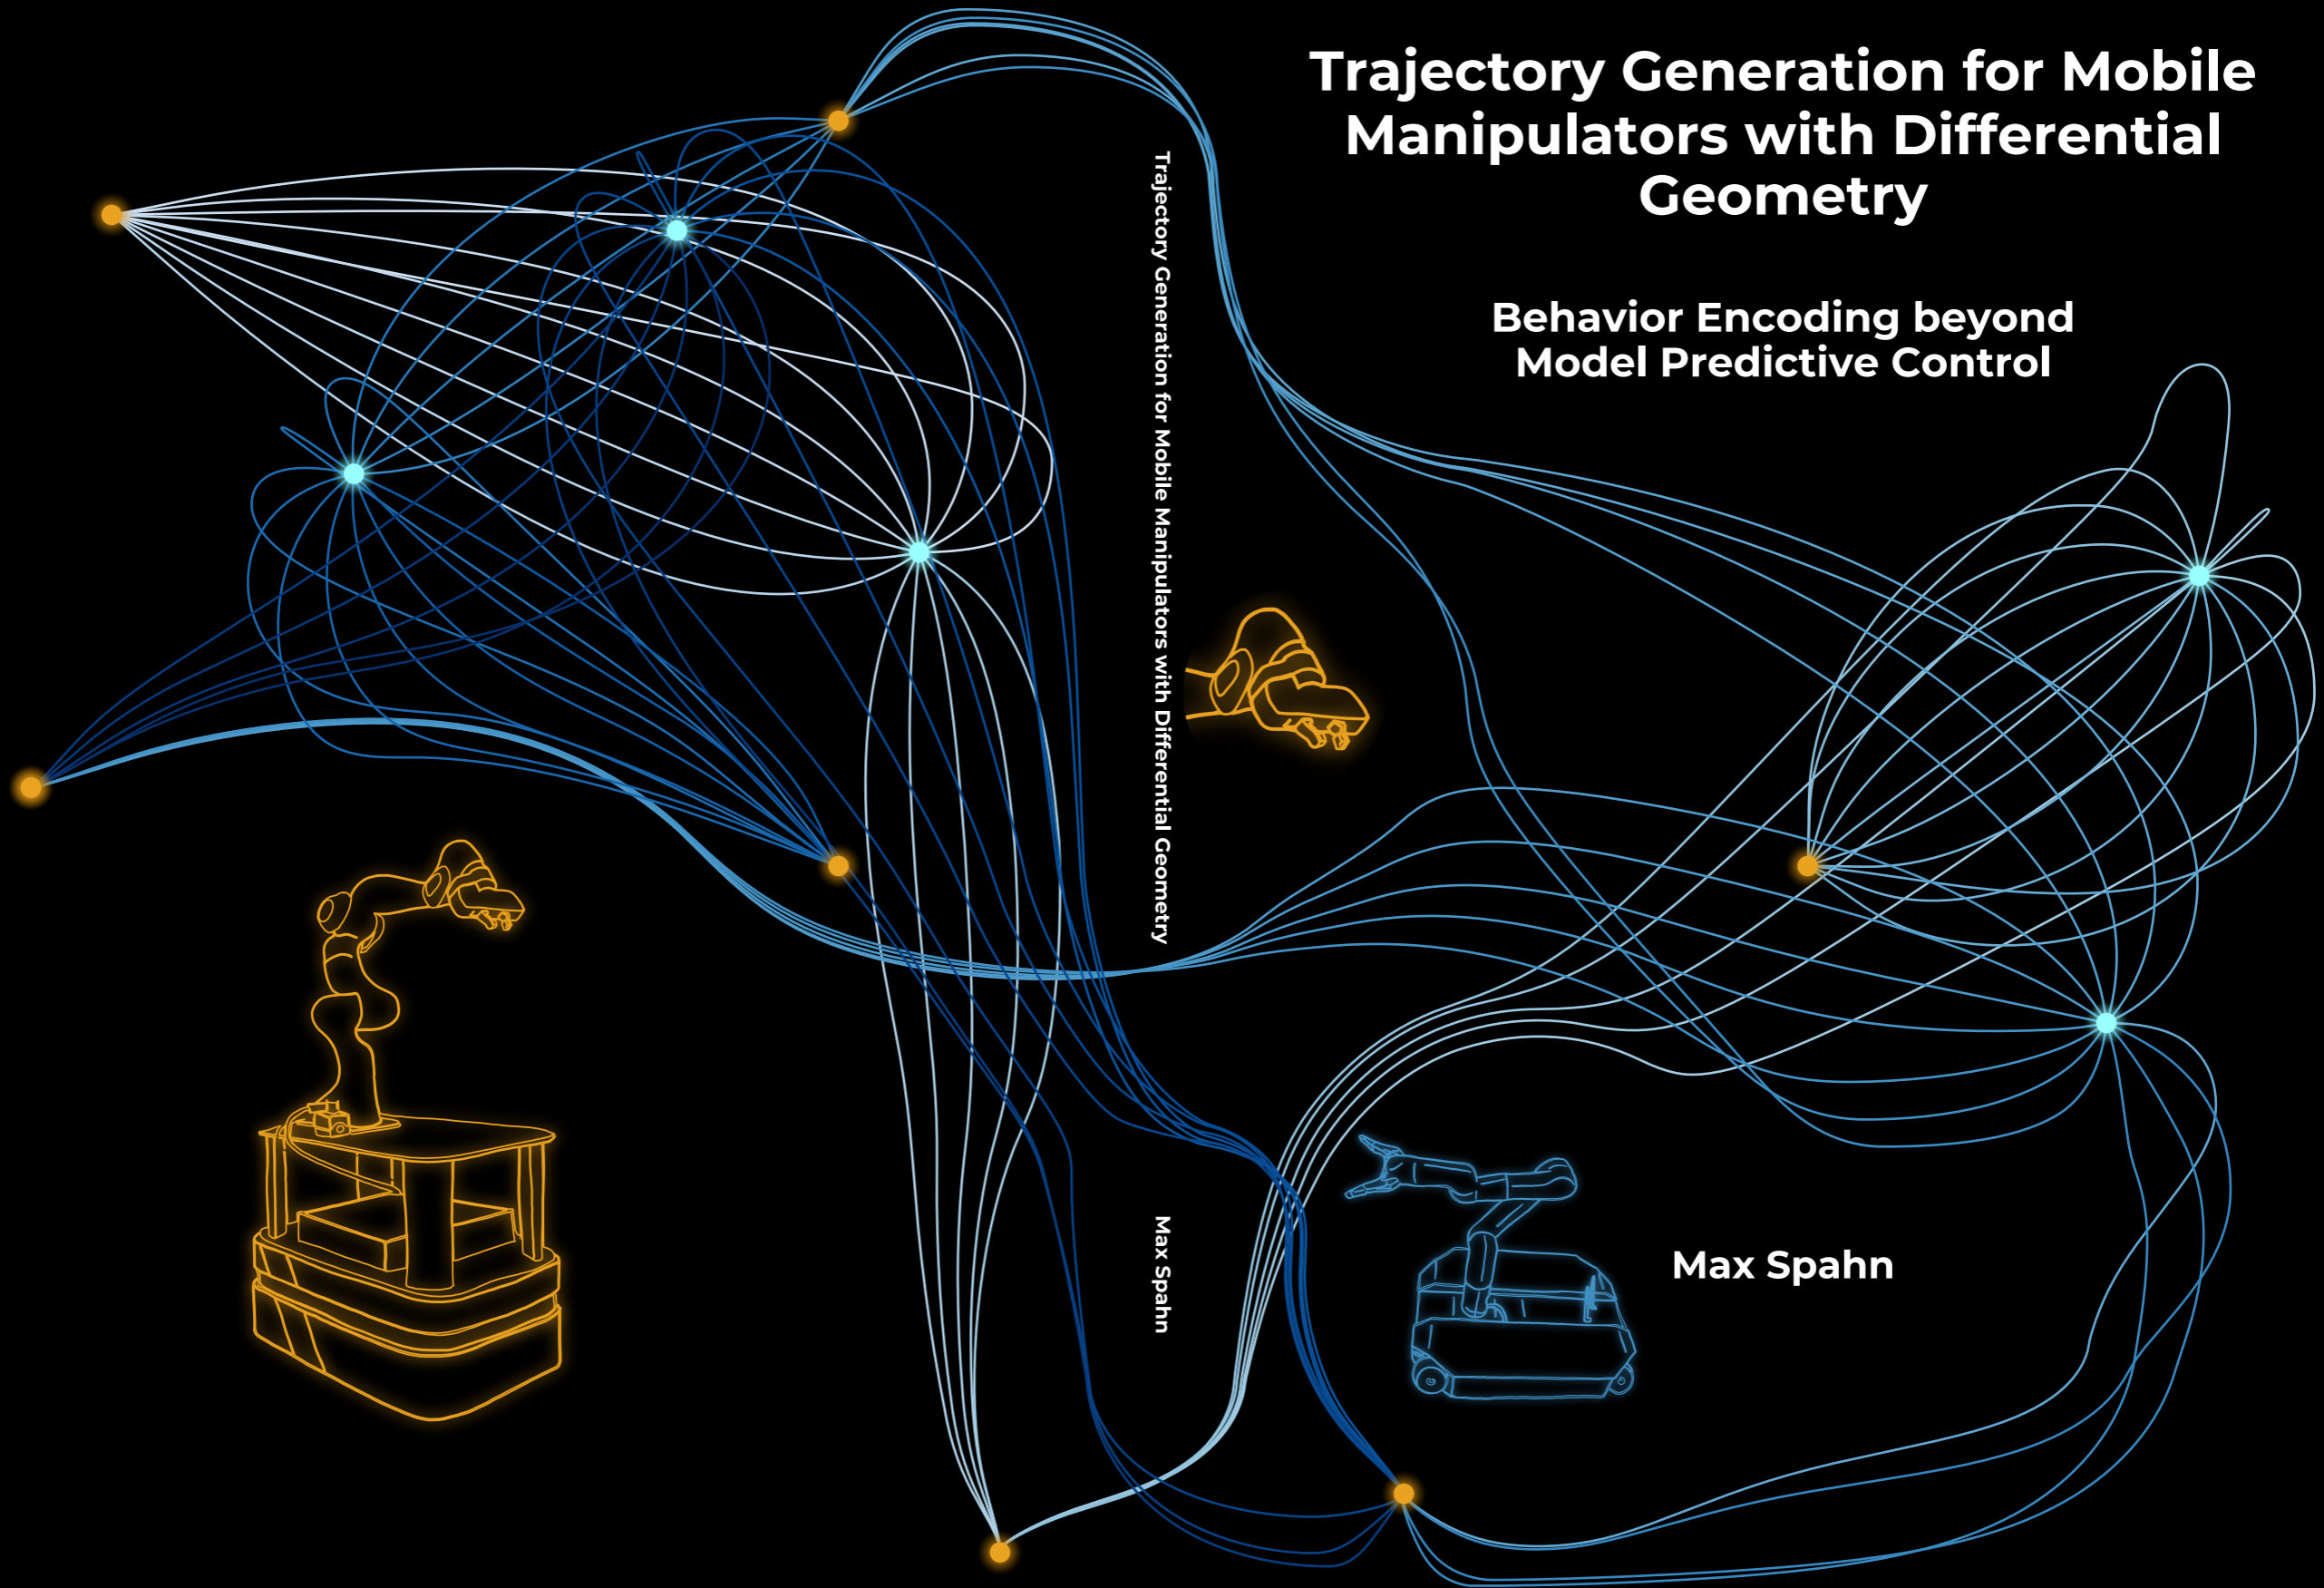 Trajectory Generation for Mobile
Manipulators with Differential
Geometry
Behavior Encoding beyond
Model Predictive Control
Max Spahn
Trajectory Generation for Mobile Manipulators with Differential Geometry
Max Spahn